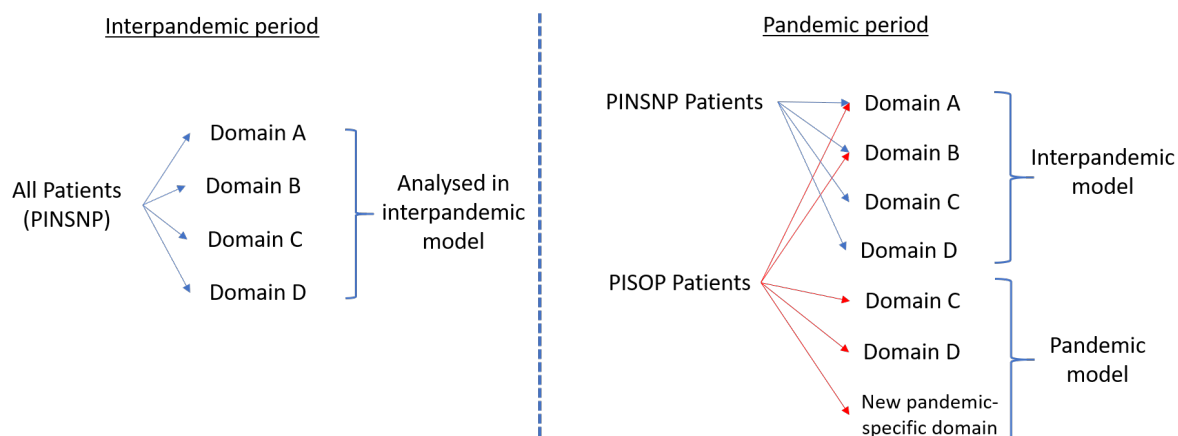 Interpandemic period
All Patients
(PINSNP)
Domain A
Domain B
Domain C
Domain D
Analysed in
interpandemic
model
Pandemic period
PINSNP Patients
PISOP Patients
Domain A
Domain B
Domain C
Domain D
Interpandemic
model
Domain C
Domain D
New pandemic-
specific domain
Pandemic
model